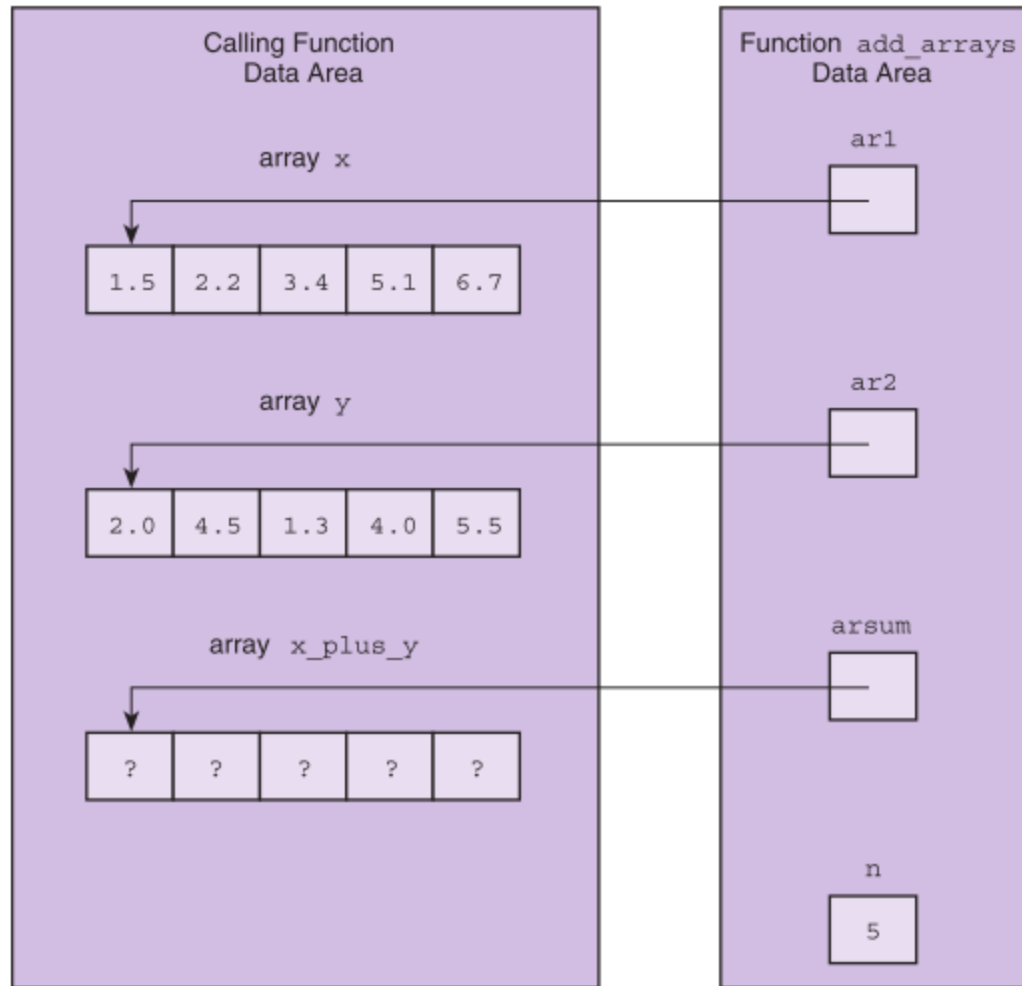 Calling Function
Data Area
array x
1.5 2.2 3.4 5.1 6.7
array y
2.0 4.5 1.3 4.0 5.5
array x_plus_y
? ? ? ? ?
Function add_arrays
Data Area
ar1
ar2
arsum
n
5